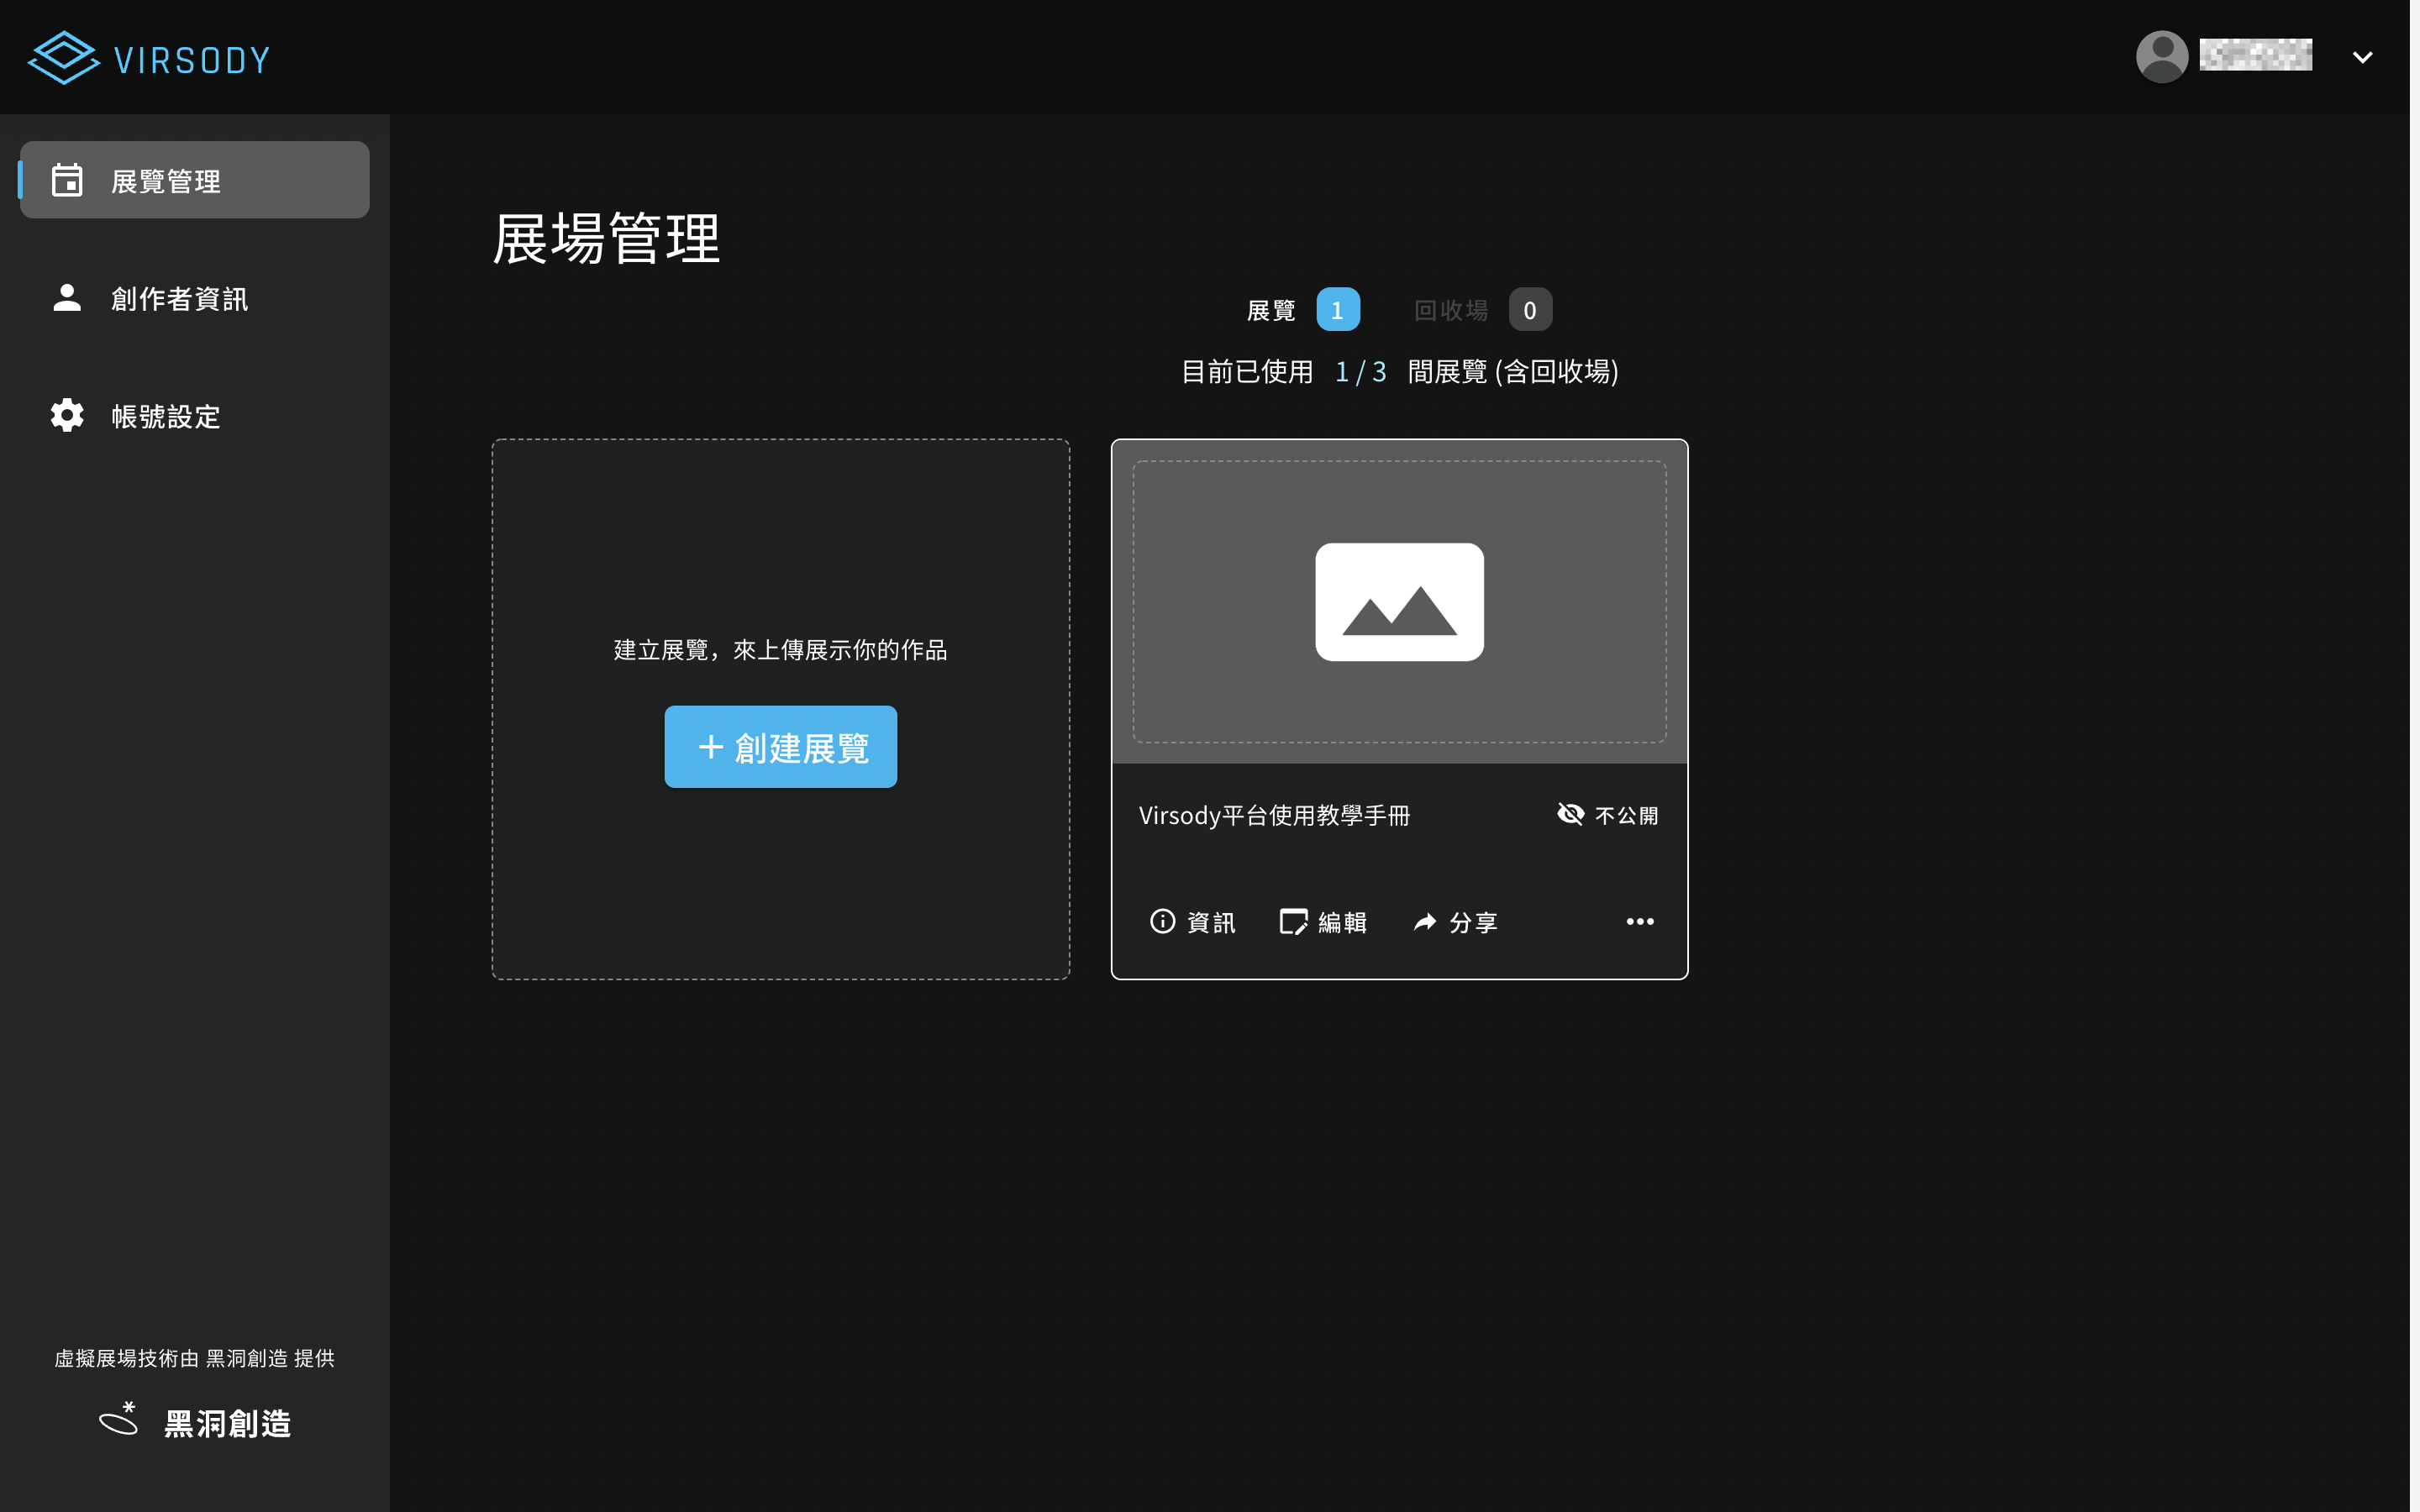 VIRSODY
展覽管理
創作者資訊
帳號設定
展場管理
展覽 1 回收場 0
目前已使用 1 / 3 間展覽 (含回收場)
建立展覽，來上傳展示你的作品
+ 創建展覽
Virsody平台使用教學手冊 不公開
資訊 編輯 分享
虛擬展場技術由 黑洞創造 提供
黑洞創造